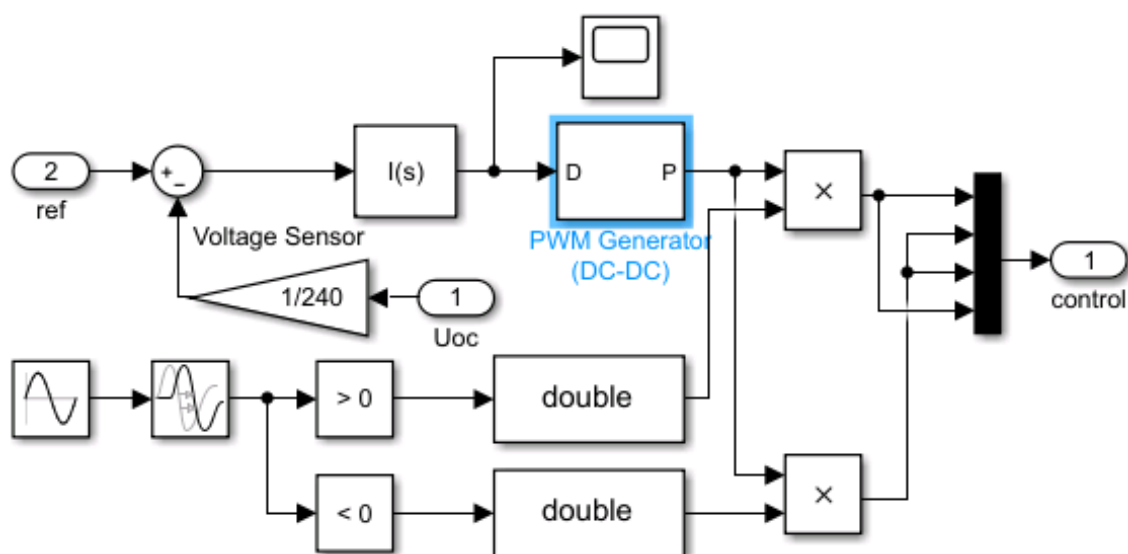 2
ref
+
−
I(s)
D
P
PWM Generator
(DC-DC)
×
Voltage Sensor
1/240
1
Uoc
1
control
> 0
double
< 0
double
×